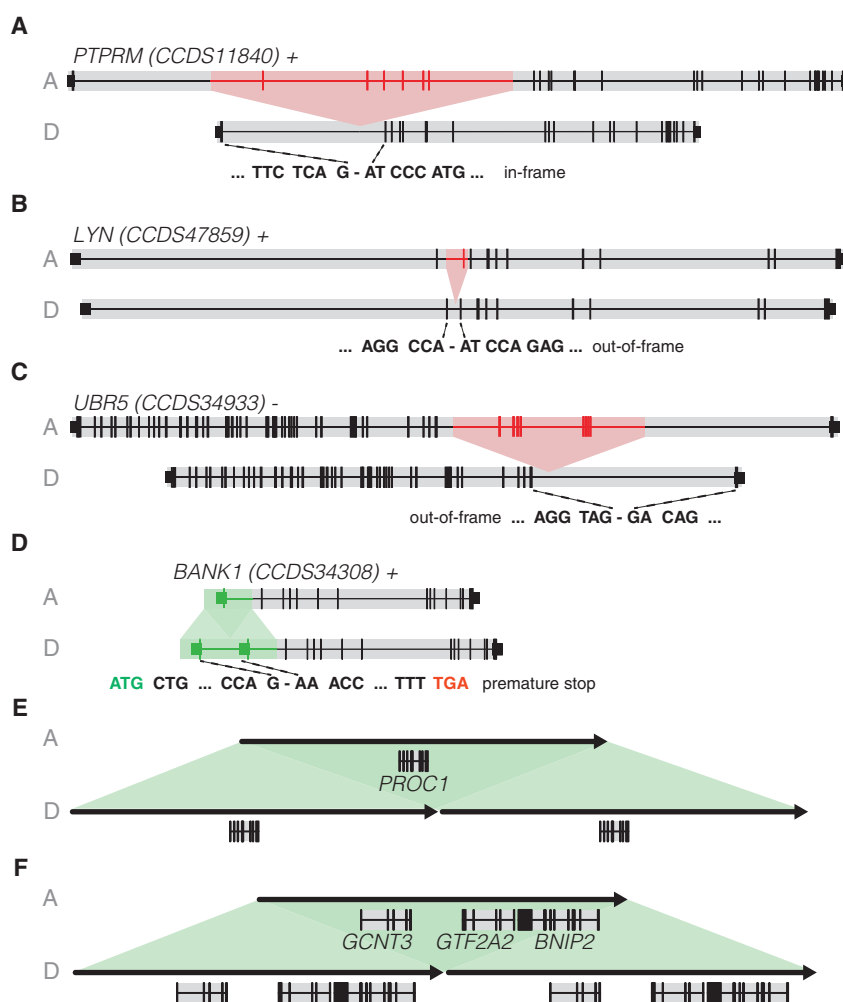 A
PTPRM (CCDS11840) +
A
D
... TTC TCA G - AT CCC ATG ... in-frame
B
LYN (CCDS47859) +
A
D
... AGG CCA - AT CCA GAG ... out-of-frame
C
UBR5 (CCDS34933) -
A
D
out-of-frame ... AGG TAG - GA CAG ...
D
BANK1 (CCDS34308) +
A
D
ATG CTG ... CCA G - AA ACC ... TTT TGA premature stop
E
A
PROC1
D
F
A
GCNT3 GTF2A2 BNIP2
D